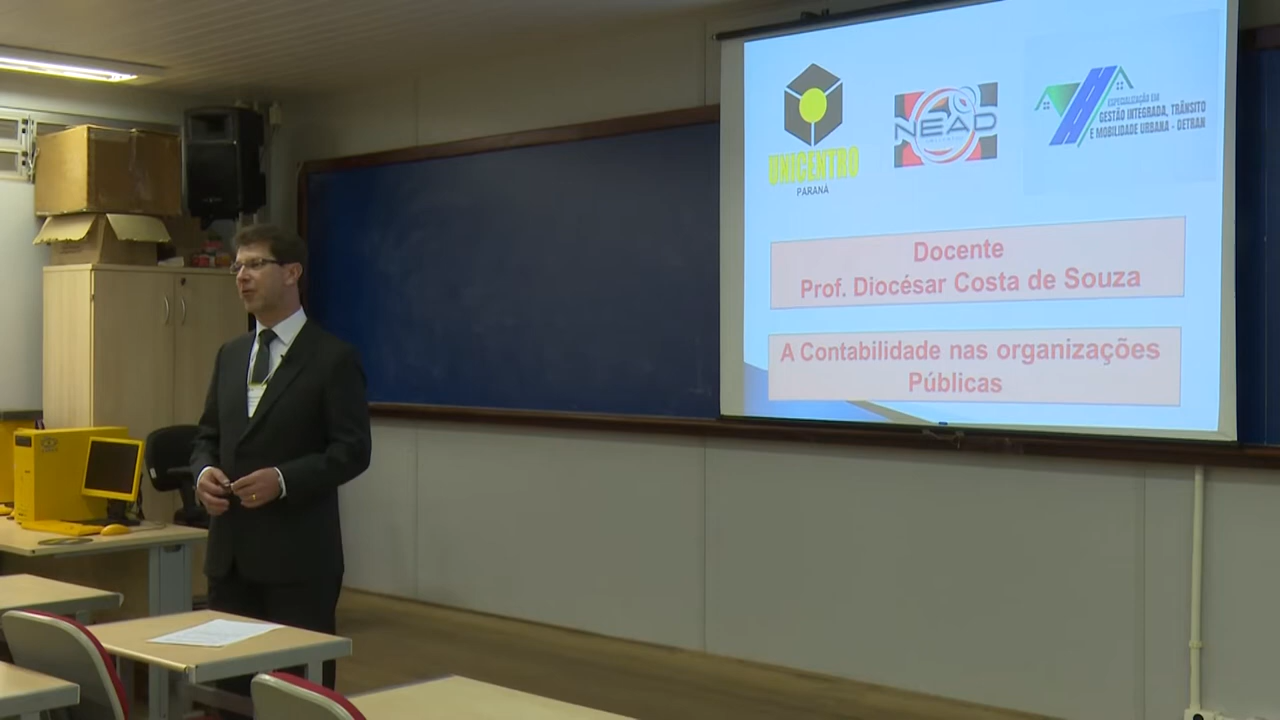 UNICENTRO
PARANÁ
NEAD
ESPECIALIZAÇÃO EM
GESTÃO INTEGRADA, TRÂNSITO
E MOBILIDADE URBANA - DETRAN
Docente
Prof. Diocésar Costa de Souza
A Contabilidade nas organizações
Públicas